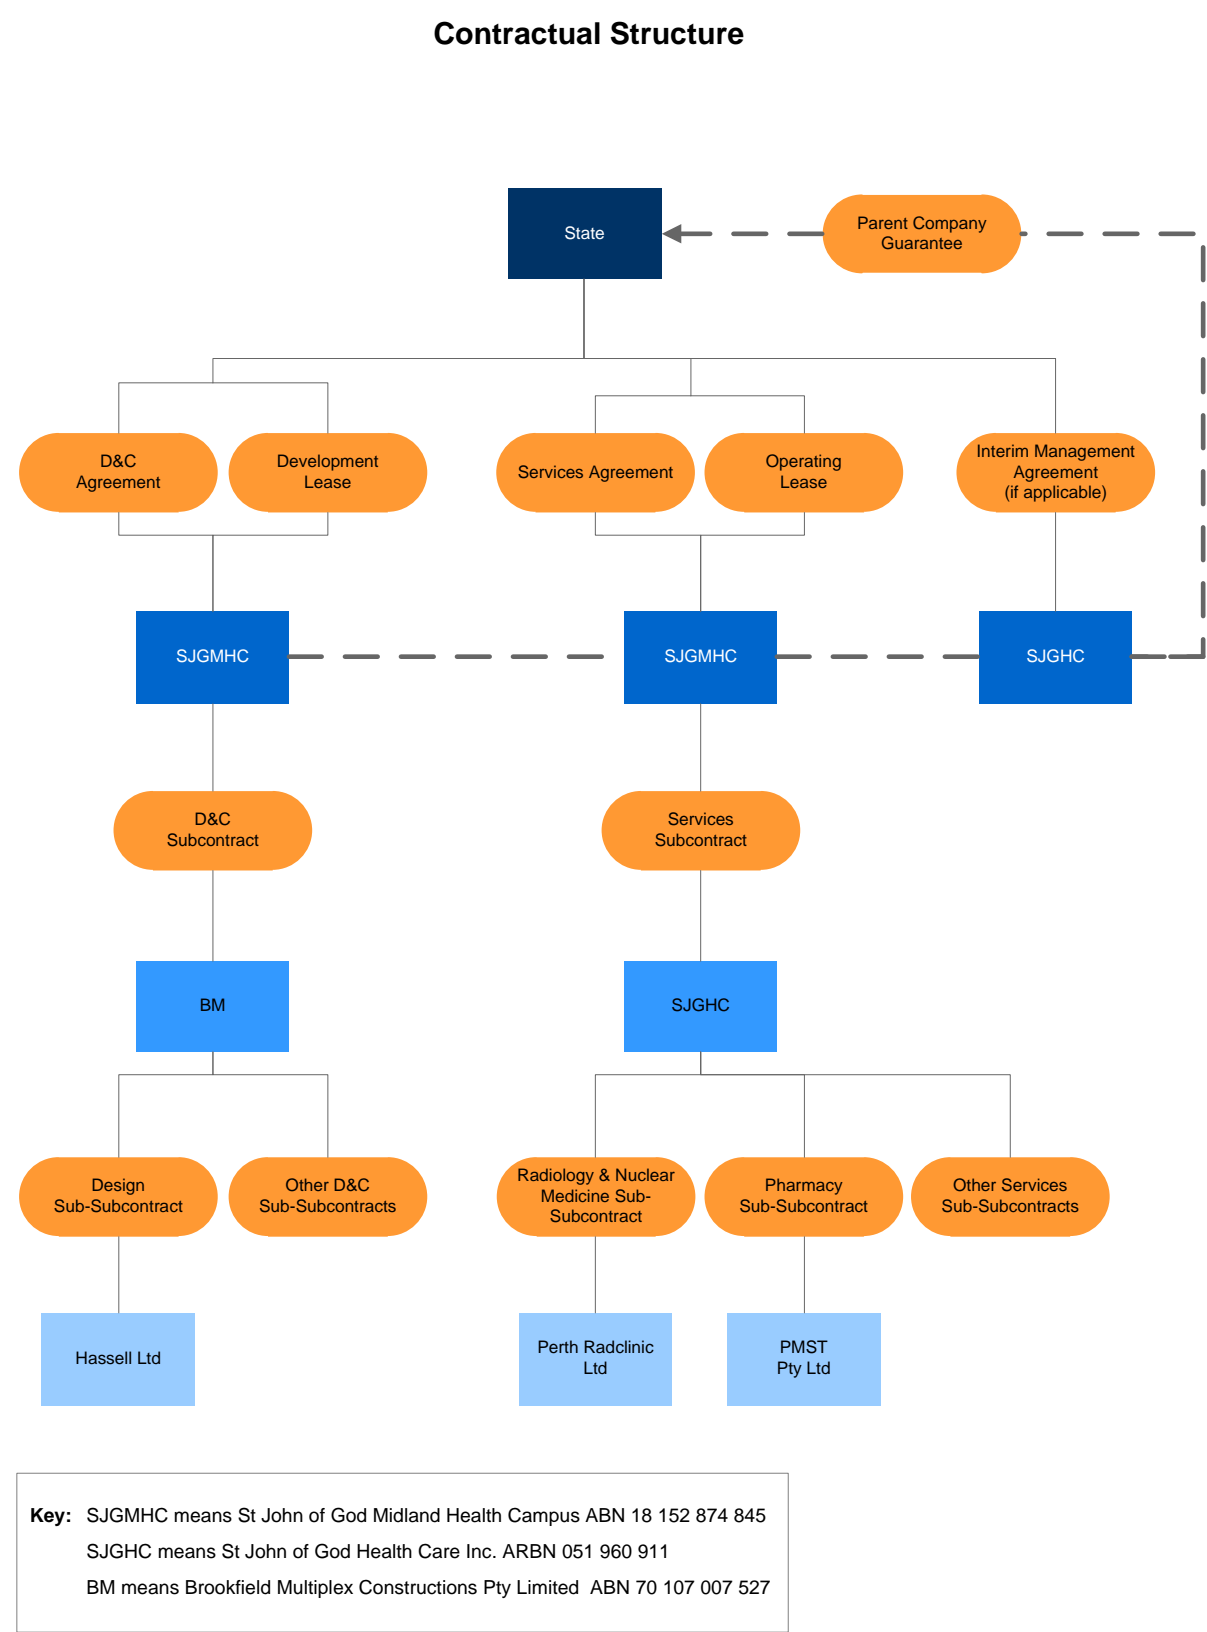 Contractual Structure
State
Parent Company
Guarantee
D&C
Agreement
Development
Lease
Services Agreement
Operating
Lease
Interim Management
Agreement
(if applicable)
SJGMHC
SJGMHC
SJGHC
D&C
Subcontract
Services
Subcontract
BM
SJGHC
Design
Sub-Subcontract
Other D&C
Sub-Subcontracts
Radiology & Nuclear
Medicine Sub-
Subcontract
Pharmacy
Sub-Subcontract
Other Services
Sub-Subcontracts
Hassell Ltd
Perth Radclinic
Ltd
PMST
Pty Ltd
Key: SJGMHC means St John of God Midland Health Campus ABN 18 152 874 845
SJGHC means St John of God Health Care Inc. ARBN 051 960 911
BM means Brookfield Multiplex Constructions Pty Limited ABN 70 107 007 527